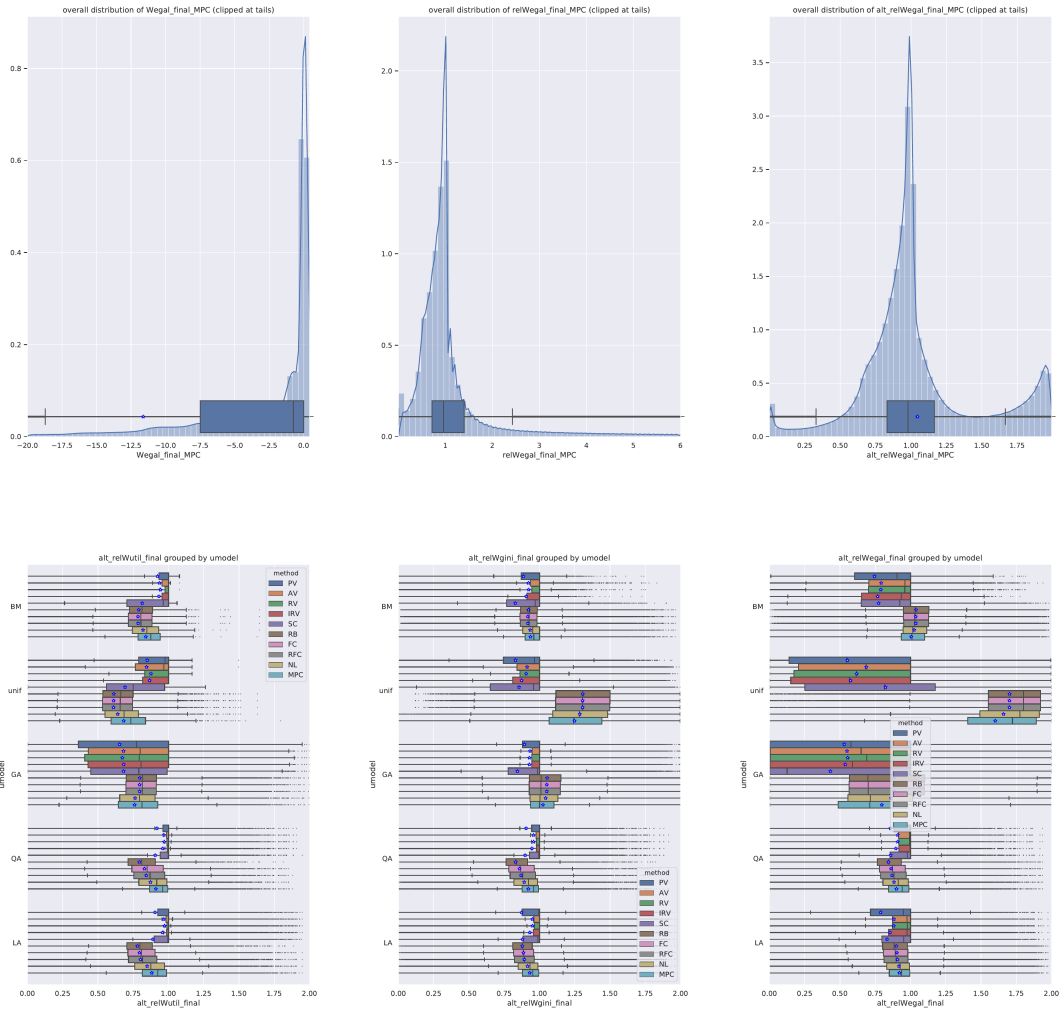 overall distribution of Wegal_final_MPC (clipped at tails)
0.8
0.6
0.4
0.2
0.0
−20.0 −17.5 −15.0 −12.5 −10.0 −7.5 −5.0 −2.5 0.0
Wegal_final_MPC
overall distribution of relWegal_final_MPC (clipped at tails)
2.0
1.5
1.0
0.5
0.0
1 2 3 4 5 6
relWegal_final_MPC
overall distribution of alt_relWegal_final_MPC (clipped at tails)
3.5
3.0
2.5
2.0
1.5
1.0
0.5
0.0
0.25 0.50 0.75 1.00 1.25 1.50 1.75
alt_relWegal_final_MPC
alt_relWutil_final grouped by umodel
method
PV
AV
RV
IRV
SC
RB
FC
RFC
NL
MPC
BM
unif
GA
QA
LA
umodel
0.00 0.25 0.50 0.75 1.00 1.25 1.50 1.75 2.00
alt_relWutil_final
alt_relWgini_final grouped by umodel
BM
unif
GA
QA
LA
umodel
method
PV
AV
RV
IRV
SC
RB
FC
RFC
NL
MPC
0.00 0.25 0.50 0.75 1.00 1.25 1.50 1.75 2.00
alt_relWgini_final
alt_relWegal_final grouped by umodel
BM
unif
GA
QA
LA
umodel
method
PV
AV
RV
IRV
SC
RB
FC
RFC
NL
MPC
0.00 0.25 0.50 0.75 1.00 1.25 1.50 1.75 2.00
alt_relWegal_final